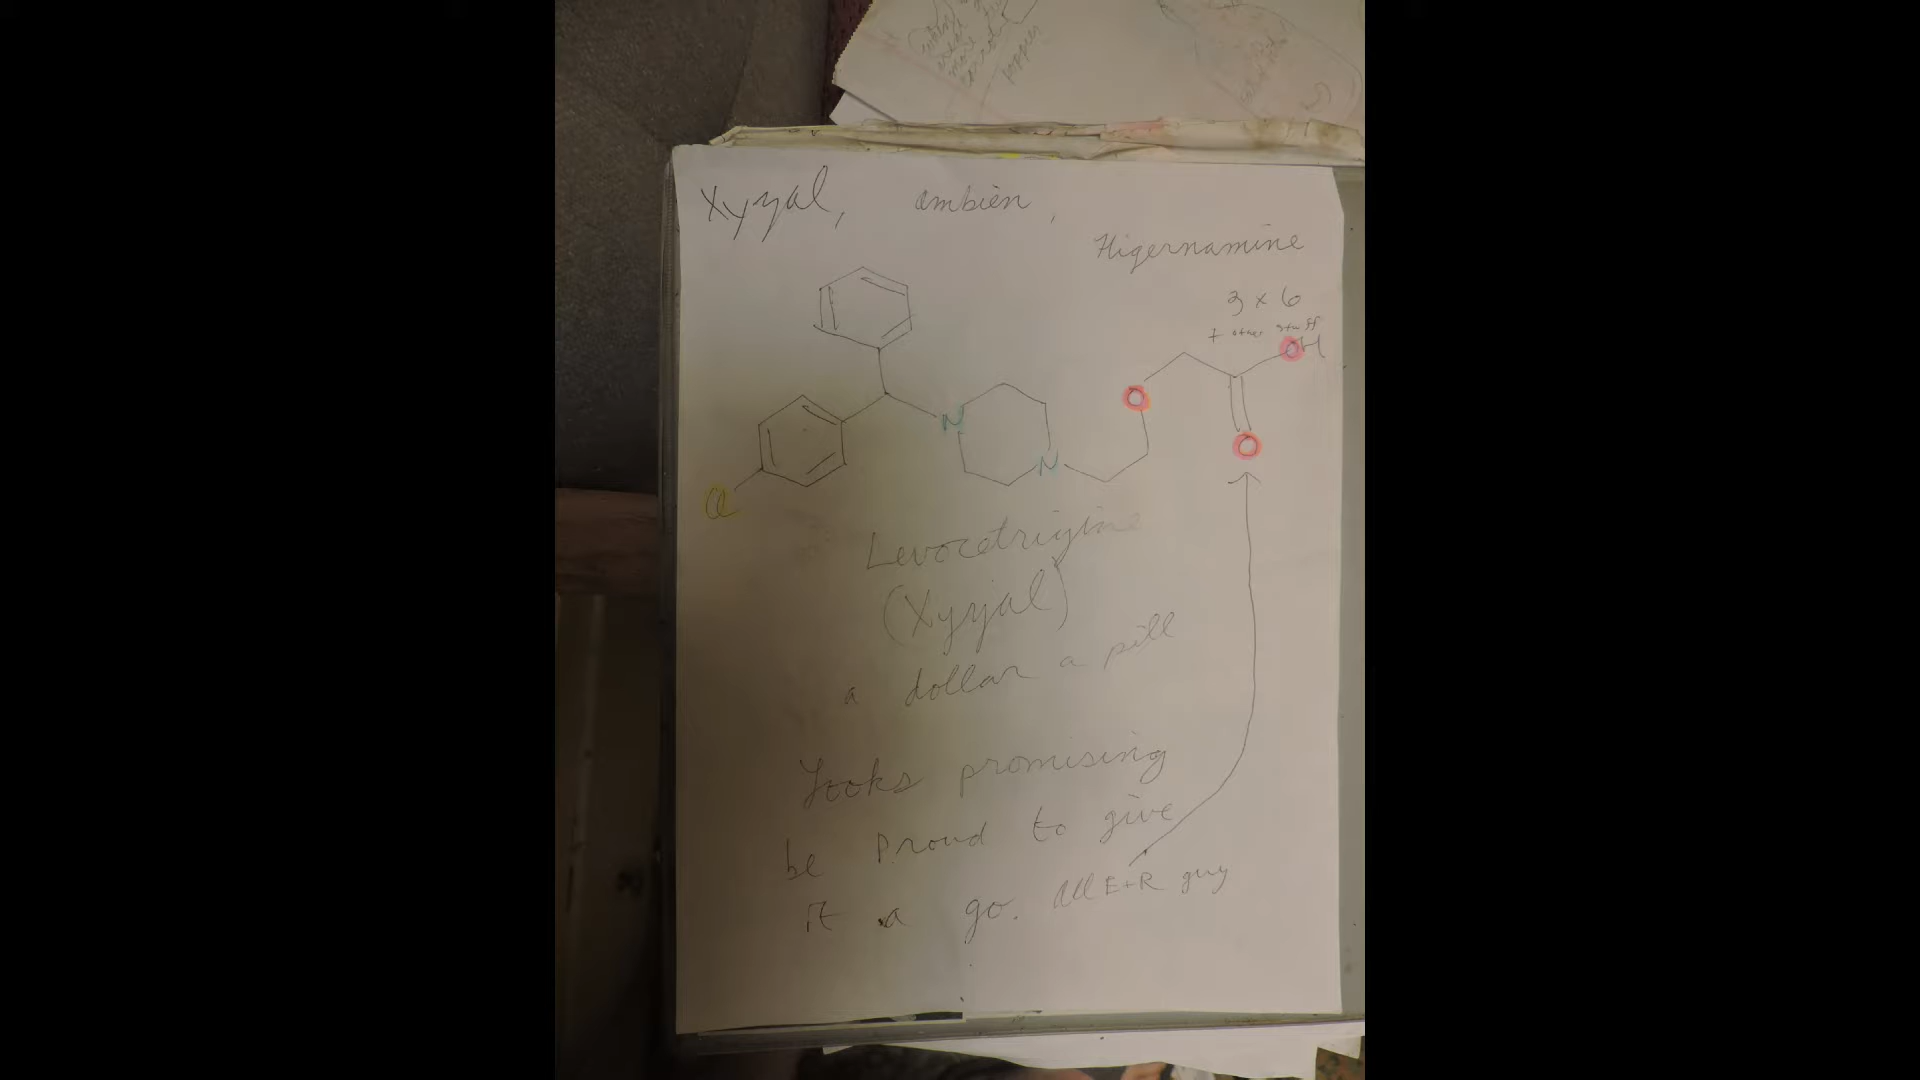 poppies
Xyzal, ambien,
Higernamine
3 x 6
+ other stuff
OH
O
N
O
N
Cl
Levocetrizine
(Xyzal)
a dollar a pill
Looks promising
be Proud to give
it a go. All E+R guy